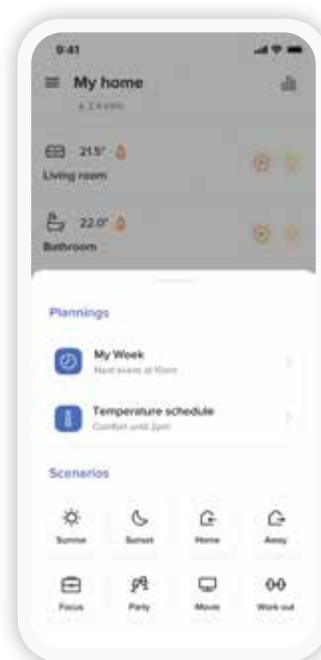 9:41
My home
21.5°
Living room
22.0°
Bathroom
Plannings
My Week
Next event at 10am
Temperature schedule
Comfort until 2pm
Scenarios
Sunrise Sunset Home Away
Focus Party Movie Work out